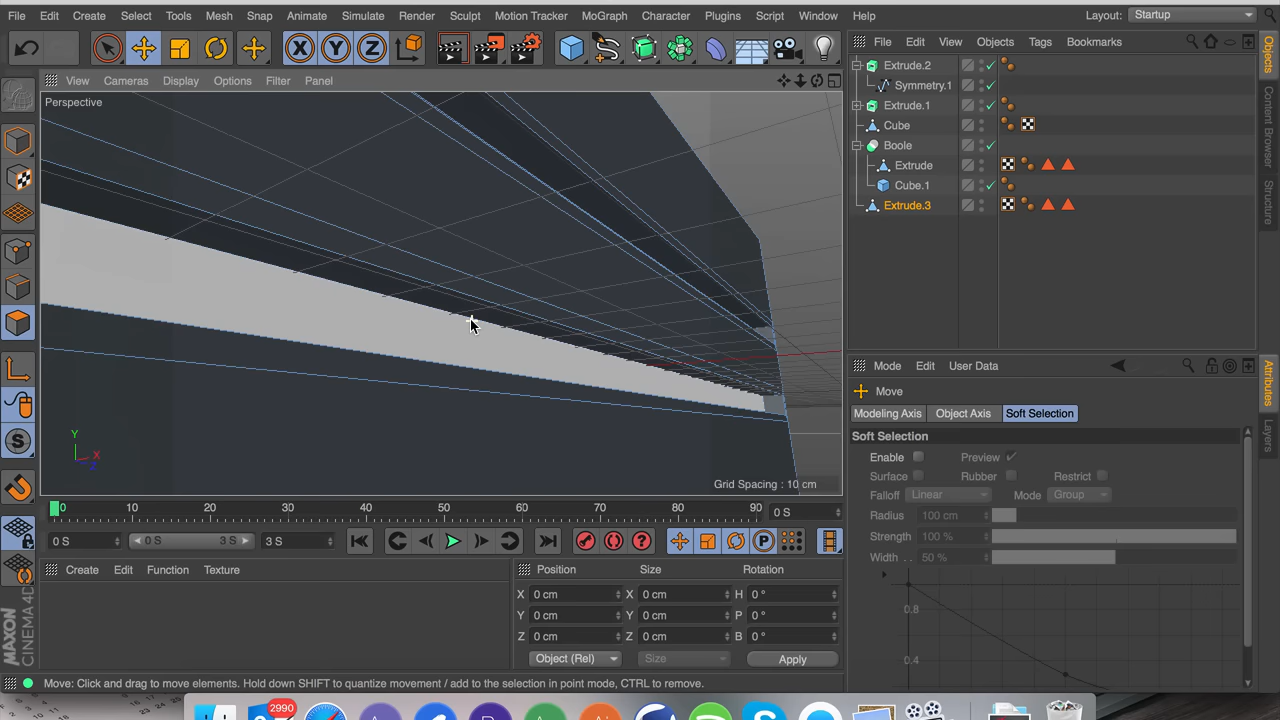 File Edit Create Select Tools Mesh Snap Animate Simulate Render Sculpt Motion Tracker MoGraph Character Plugins Script Window Help Layout: Startup
File Edit View Objects Tags Bookmarks
View Cameras Display Options Filter Panel
Perspective
Extrude.2
Symmetry.1
Extrude.1
Cube
Boole
Extrude
Cube.1
Extrude.3
Objects
Content Browser
Structure
Y
X
Z
Grid Spacing : 10 cm
Mode Edit User Data
Move
Modeling Axis Object Axis Soft Selection
Soft Selection
Enable Preview
Surface Rubber Restrict
Falloff Linear Mode Group
Radius 100 cm
Strength 100 %
Width . . 50 %
0.8
0.4
Attributes
Layers
0 10 20 30 40 50 60 70 80 90 0 S
0 S 0 S 3 S 3 S
Create Edit Function Texture
Position Size Rotation
X 0 cm X 0 cm H 0 °
Y 0 cm Y 0 cm P 0 °
Z 0 cm Z 0 cm B 0 °
Object (Rel) Size Apply
MAXON
CINEMA 4D
Move: Click and drag to move elements. Hold down SHIFT to quantize movement / add to the selection in point mode, CTRL to remove.
2990